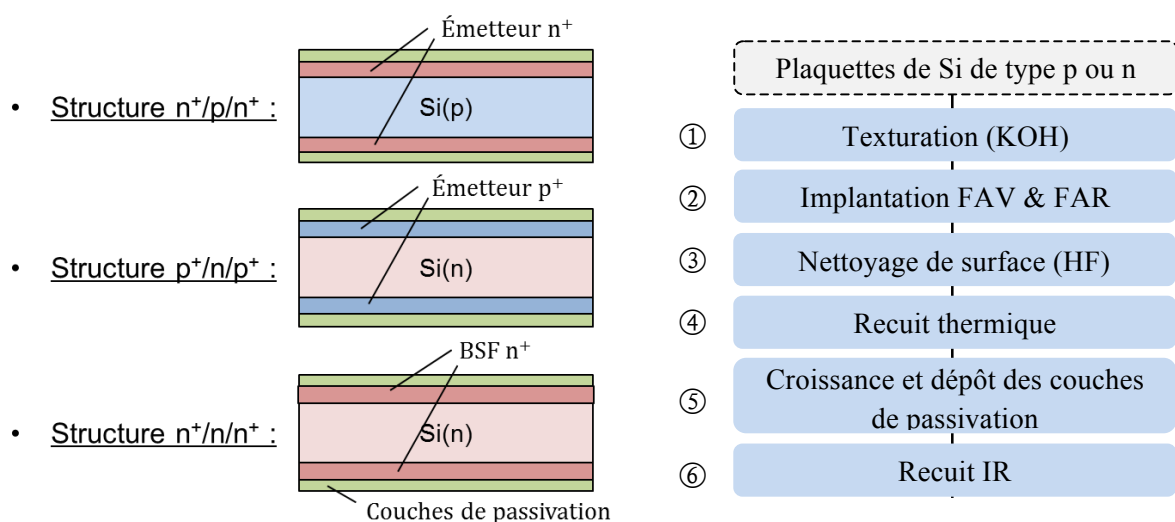 Émetteur n⁺
• Structure n⁺/p/n⁺ :
Si(p)
Émetteur p⁺
• Structure p⁺/n/p⁺ :
Si(n)
BSF n⁺
• Structure n⁺/n/n⁺ :
Si(n)
Couches de passivation
Plaquettes de Si de type p ou n
① Texturation (KOH)
② Implantation FAV & FAR
③ Nettoyage de surface (HF)
④ Recuit thermique
⑤ Croissance et dépôt des couches
de passivation
⑥ Recuit IR